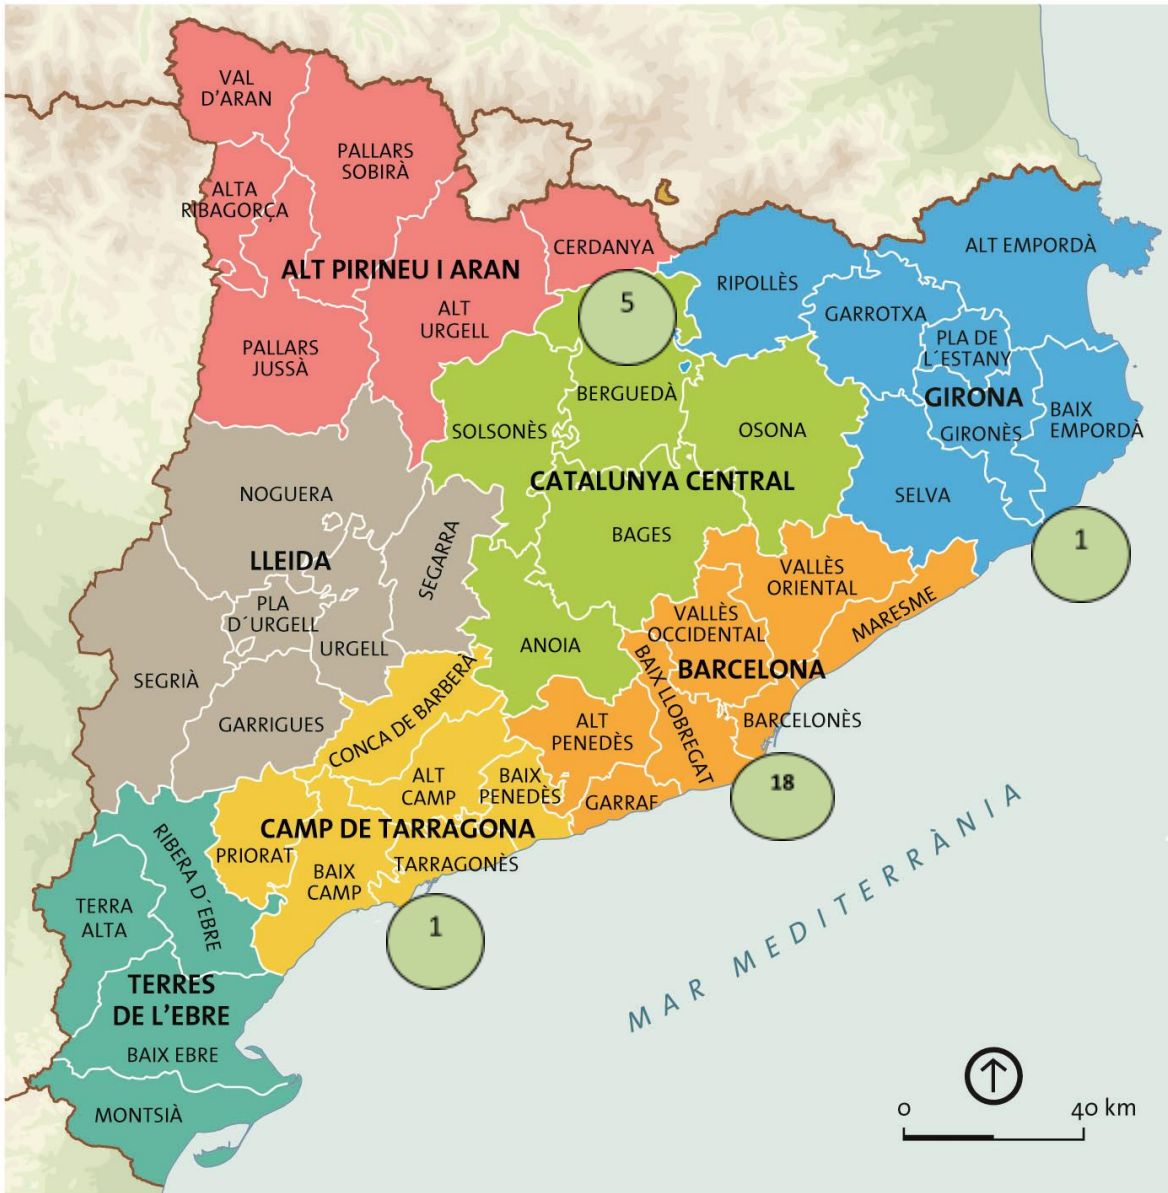 VAL
D'ARAN
PALLARS
SOBIRÀ
ALTA
RIBAGORÇA
CERDANYA
ALT PIRINEU I ARAN
ALT
URGELL
PALLARS
JUSSÀ
5
RIPOLLÈS
ALT EMPORDÀ
GARROTXA
PLA DE
L´ESTANY
GIRONA
GIRONÈS
BAIX
EMPORDÀ
SELVA
1
BERGUEDÀ
SOLSONÈS
OSONA
CATALUNYA CENTRAL
BAGES
ANOIA
NOGUERA
LLEIDA
SEGARRA
PLA
D´URGELL
URGELL
SEGRIÀ
GARRIGUES
VALLÈS
ORIENTAL
MARESME
VALLÈS
OCCIDENTAL
BARCELONA
BAIX LLOBREGAT
BARCELONÈS
ALT
PENEDÈS
GARRAF
18
CONCA DE BARBERÀ
ALT
CAMP
BAIX
PENEDÈS
CAMP DE TARRAGONA
PRIORAT
BAIX
CAMP
TARRAGONÈS
1
RIBERA D´EBRE
TERRA
ALTA
TERRES
DE L'EBRE
BAIX EBRE
MONTSIÀ
MAR MEDITERRÀNIA
0 40 km